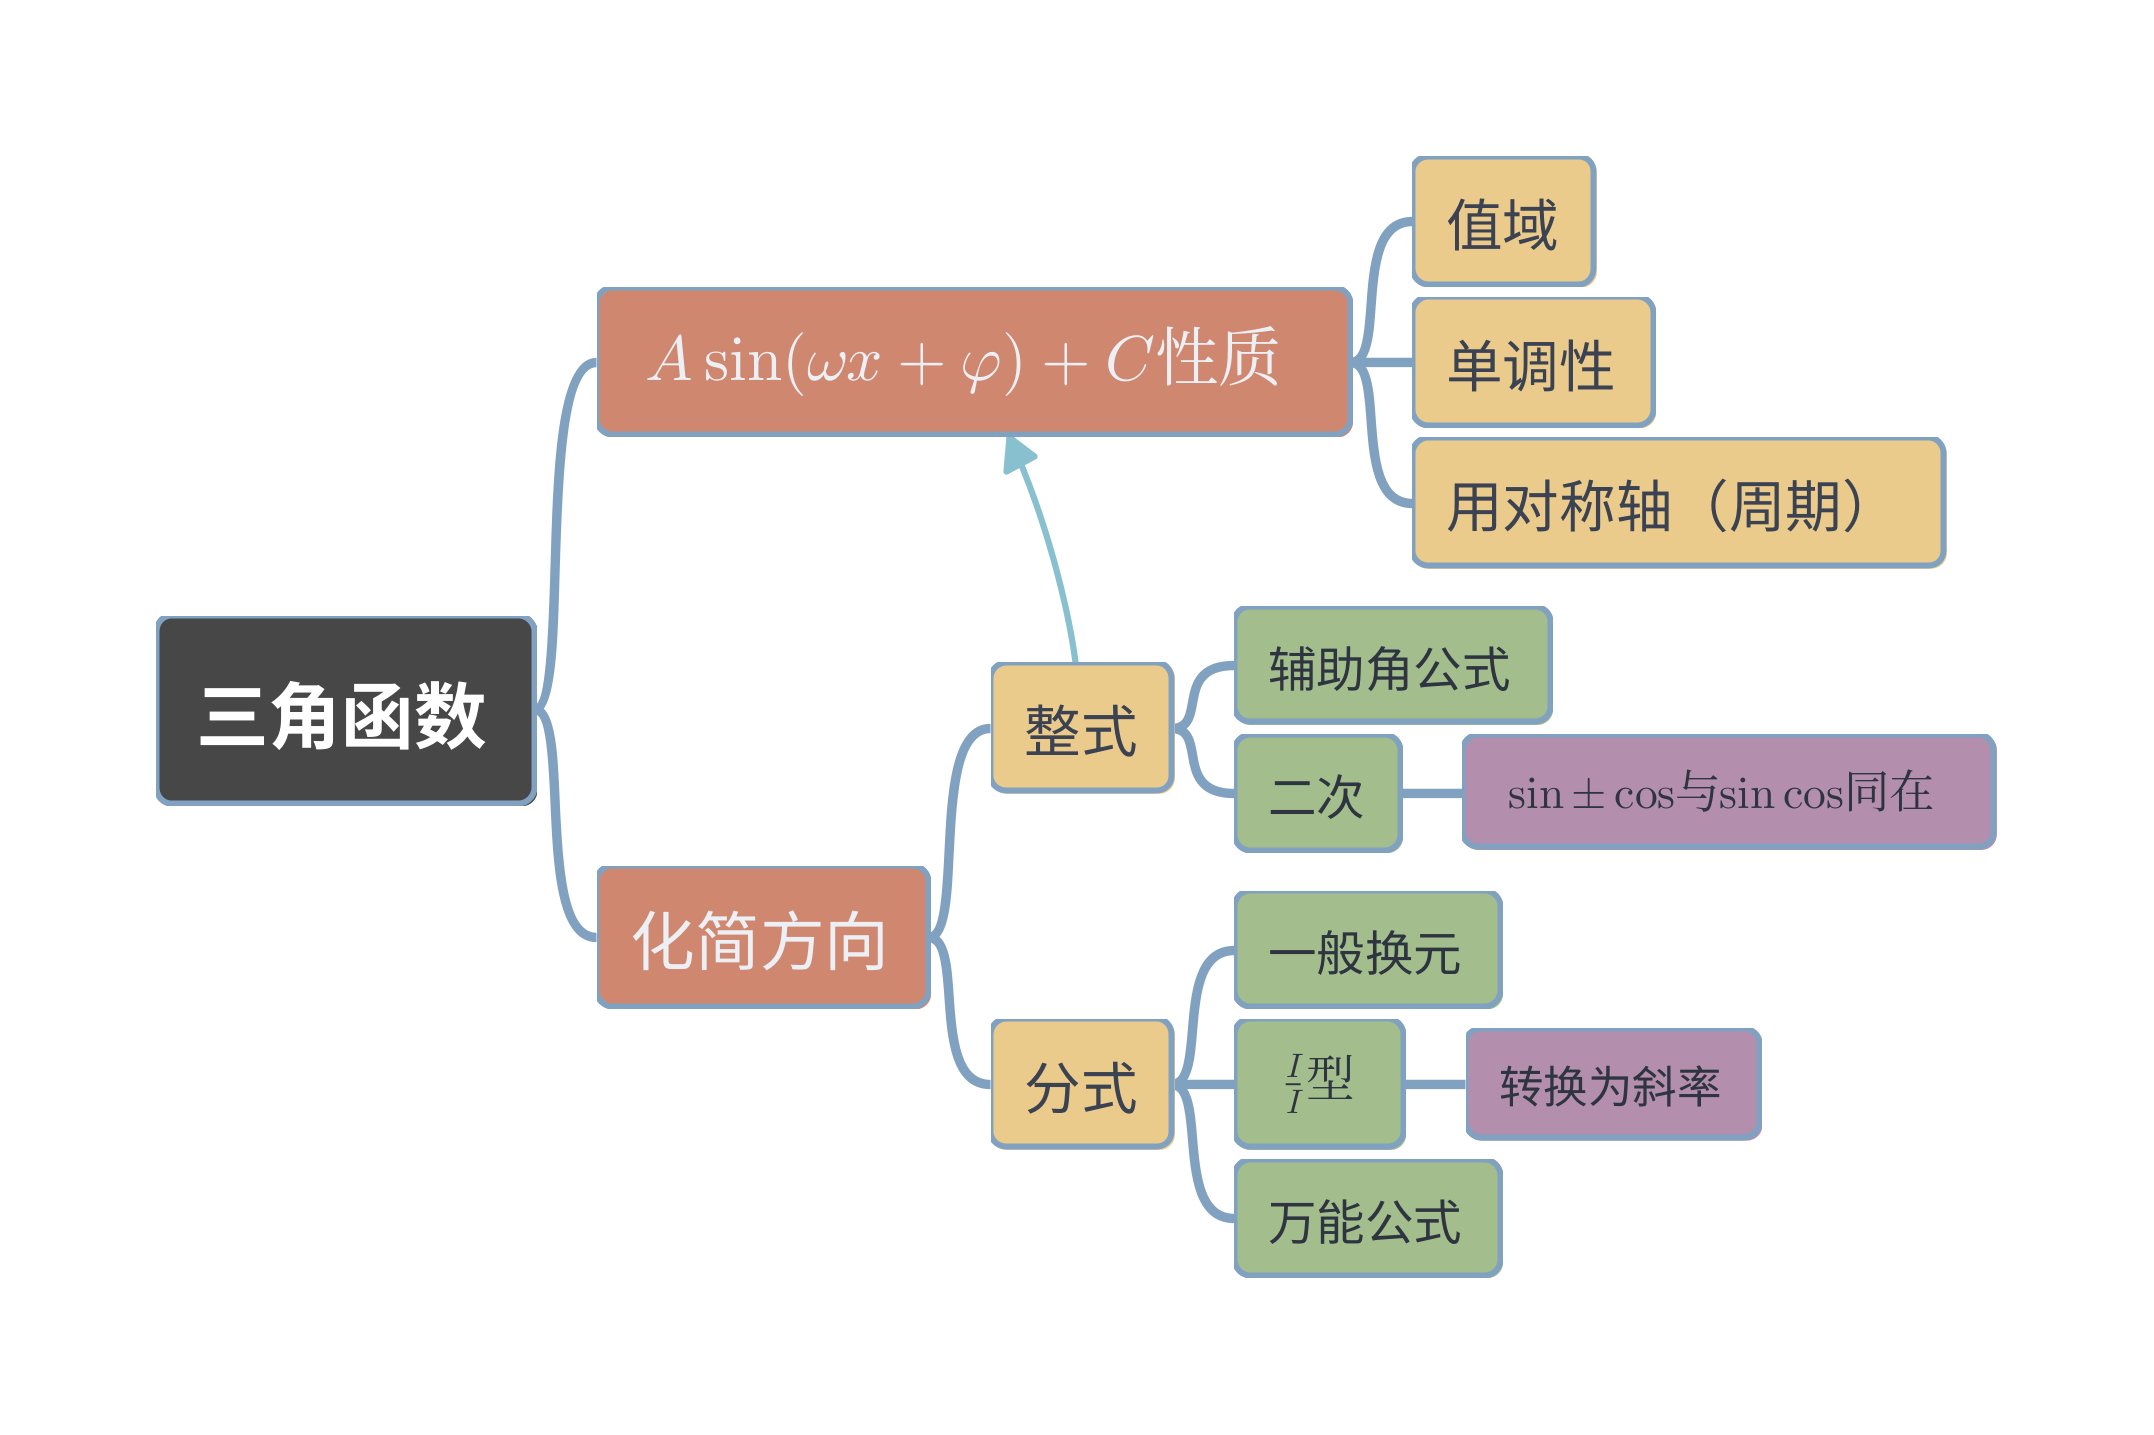 三角函数
$A\sin(\omega x+\varphi)+C$性质
值域
单调性
用对称轴（周期）
化简方向
整式
辅助角公式
二次
$\sin\pm\cos$与$\sin\cos$同在
分式
一般换元
$\frac{I}{I}$型
转换为斜率
万能公式